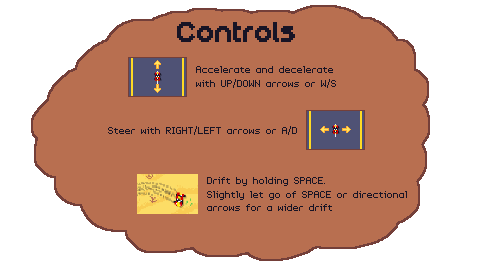 Controls
Accelerate and decelerate
with UP/DOWN arrows or W/S
Steer with RIGHT/LEFT arrows or A/D
Drift by holding SPACE.
Slightly let go of SPACE or directional
arrows for a wider drift